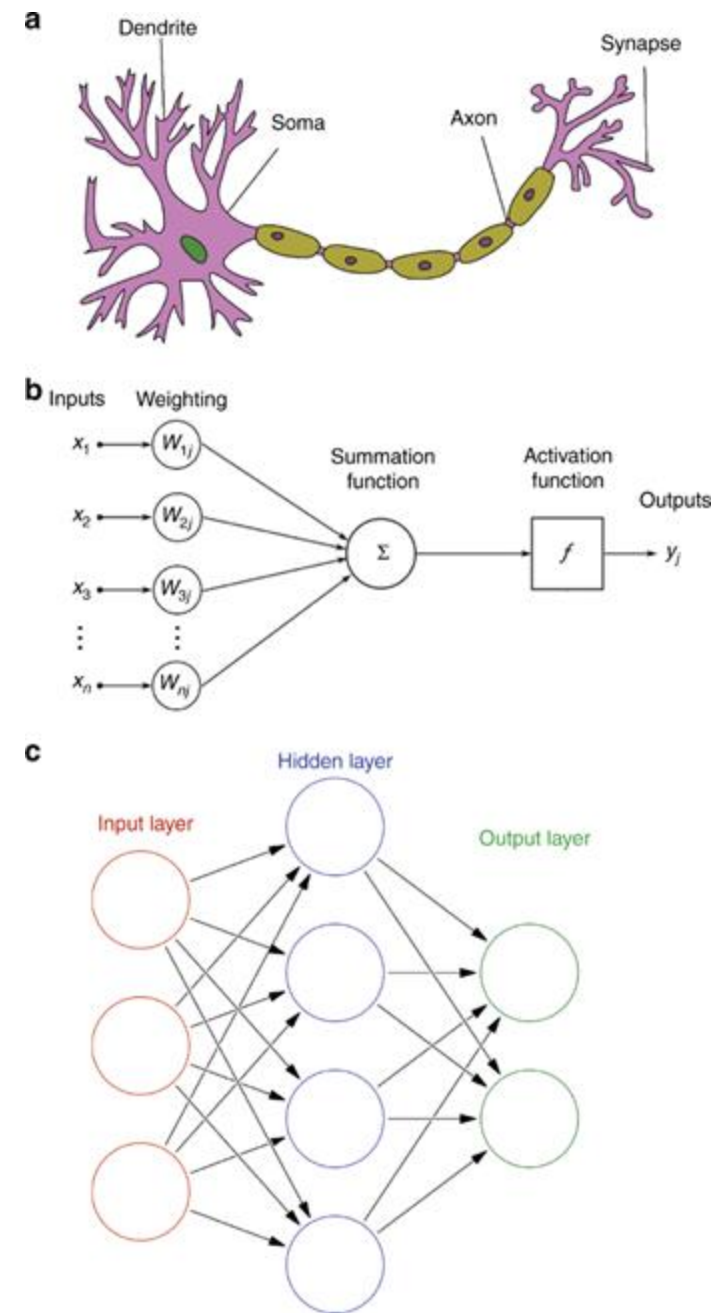 a
Dendrite
Synapse
Soma
Axon
b
Inputs
Weighting
x1
W1j
Summation
function
Activation
function
x2
W2j
Outputs
Σ
f
yj
x3
W3j
xn
Wnj
c
Hidden layer
Input layer
Output layer